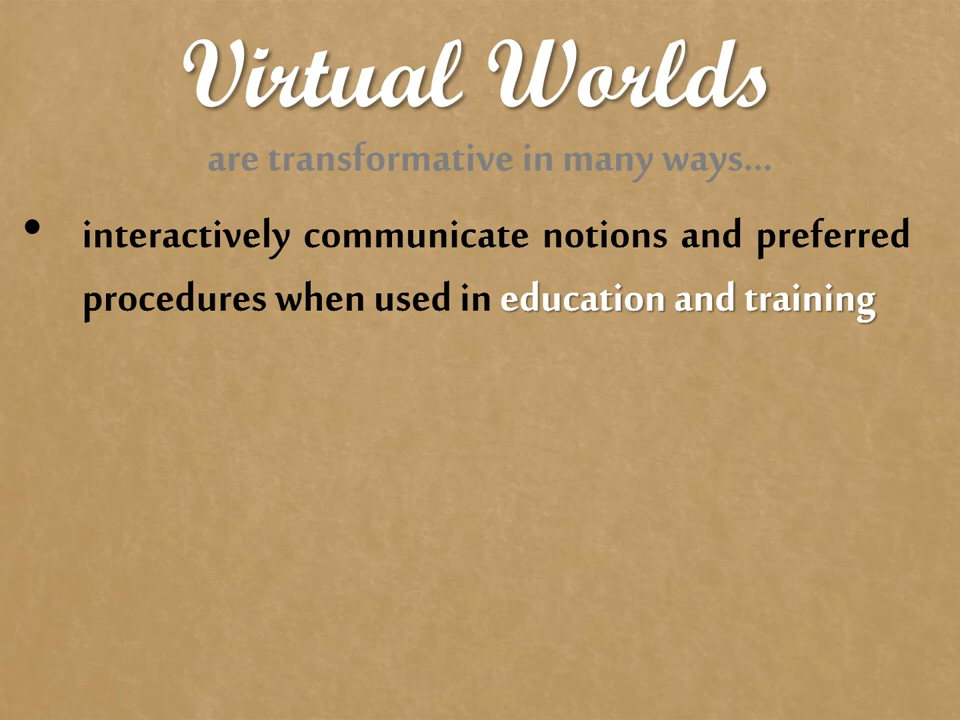 Virtual Worlds
are transformative in many ways...
• interactively communicate notions and preferred
procedures when used in education and training